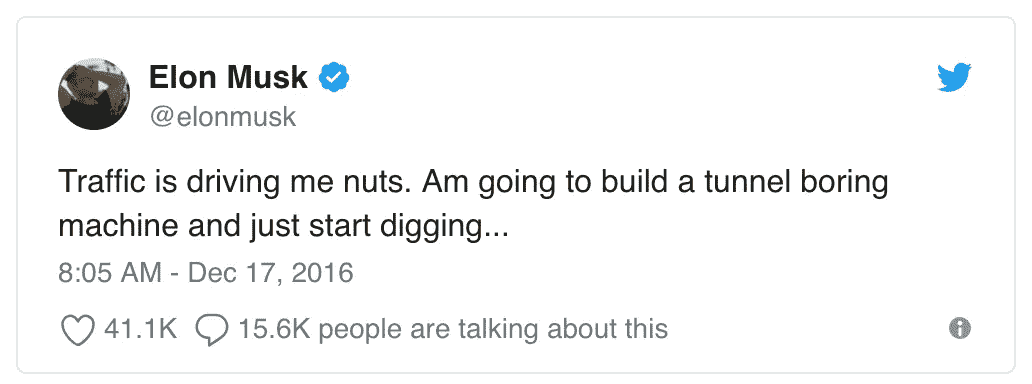 Elon Musk
@elonmusk
Traffic is driving me nuts. Am going to build a tunnel boring
machine and just start digging...
8:05 AM - Dec 17, 2016
41.1K 15.6K people are talking about this